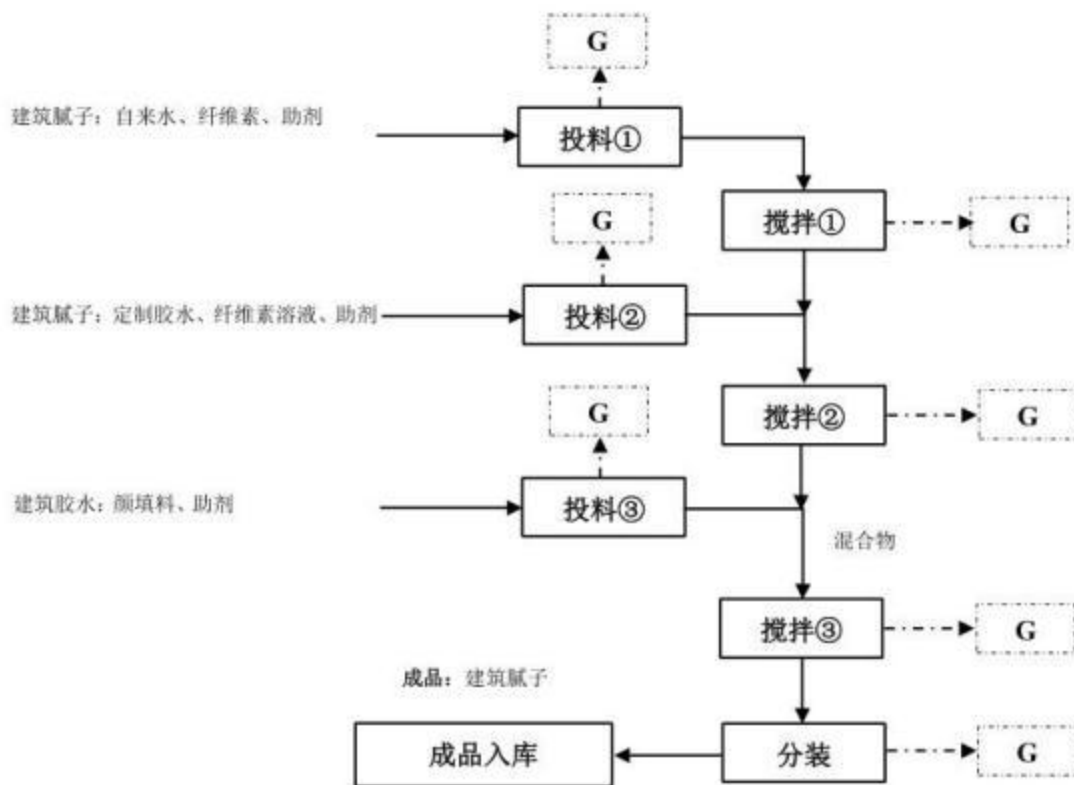 G
建筑腻子：自来水、纤维素、助剂
投料①
搅拌①
G
G
建筑腻子：定制胶水、纤维素溶液、助剂
投料②
搅拌②
G
G
建筑胶水：颜填料、助剂
投料③
混合物
搅拌③
G
成品：建筑腻子
成品入库
分装
G